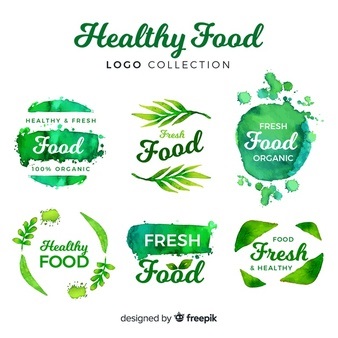 Healthy Food
LOGO COLLECTION
HEALTHY & FRESH
Food
100% ORGANIC
Fresh
Food
FRESH
Food
ORGANIC
Healthy
FOOD
FRESH
Food
FOOD
Fresh
& HEALTHY
designed by freepik